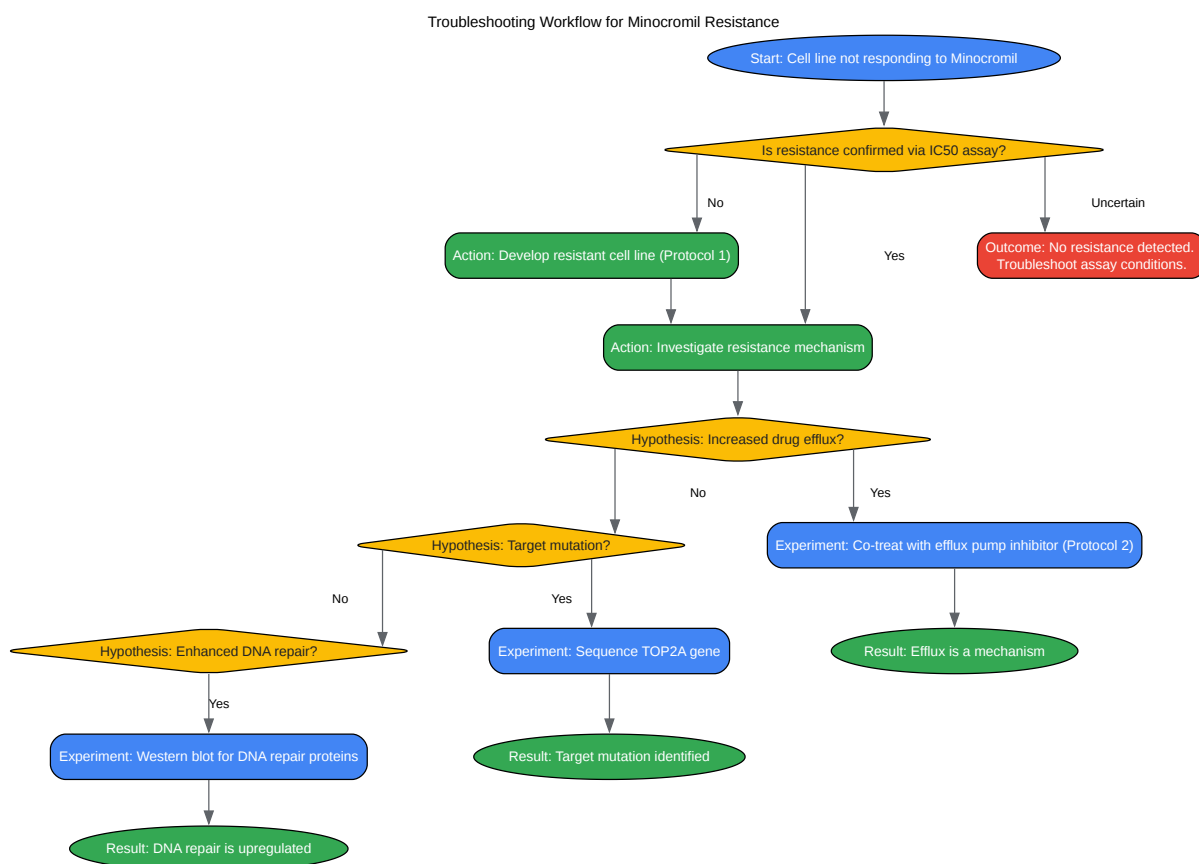 Troubleshooting Workflow for Minocromil Resistance
Start: Cell line not responding to Minocromil
Is resistance confirmed via IC50 assay?
No
Uncertain
Action: Develop resistant cell line (Protocol 1)
Yes
Outcome: No resistance detected.
Troubleshoot assay conditions.
Action: Investigate resistance mechanism
Hypothesis: Increased drug efflux?
No
Yes
Hypothesis: Target mutation?
Experiment: Co-treat with efflux pump inhibitor (Protocol 2)
No
Yes
Hypothesis: Enhanced DNA repair?
Experiment: Sequence TOP2A gene
Result: Efflux is a mechanism
Yes
Experiment: Western blot for DNA repair proteins
Result: Target mutation identified
Result: DNA repair is upregulated